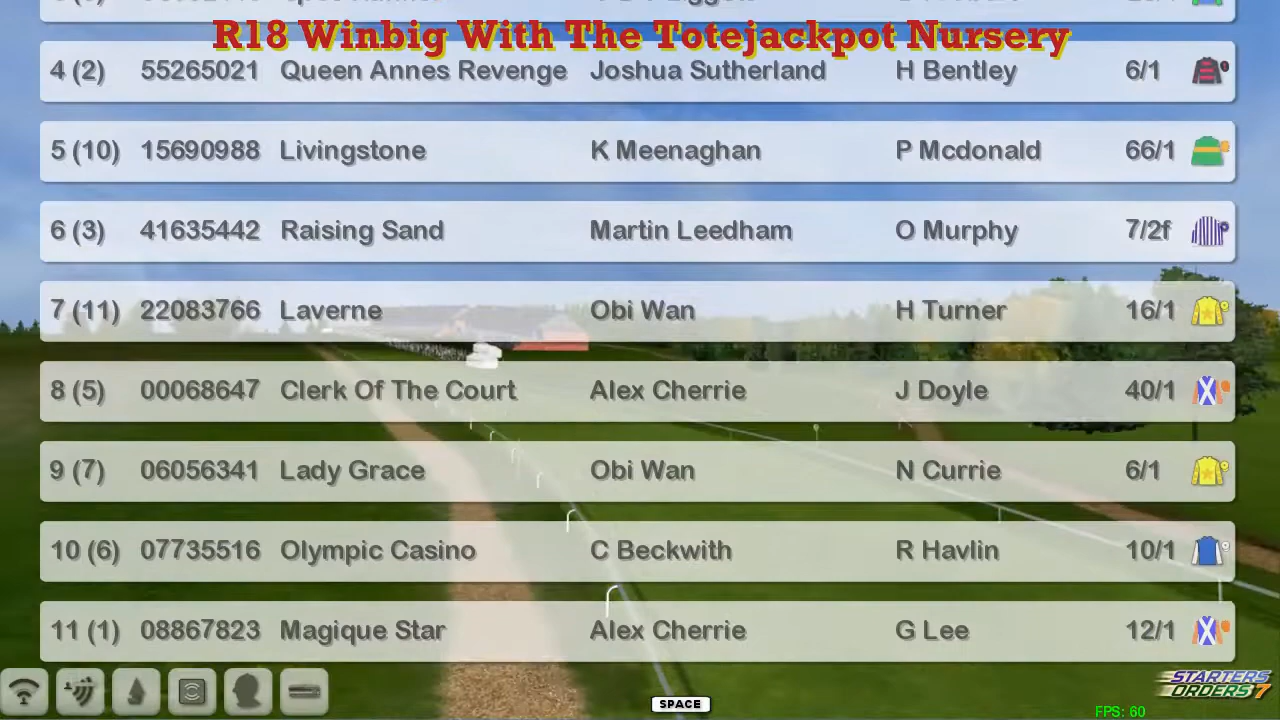 R18 Winbig With The Totejackpot Nursery
4 (2) 55265021 Queen Annes Revenge Joshua Sutherland H Bentley 6/1
5 (10) 15690988 Livingstone K Meenaghan P Mcdonald 66/1
6 (3) 41635442 Raising Sand Martin Leedham O Murphy 7/2f
7 (11) 22083766 Laverne Obi Wan H Turner 16/1
8 (5) 00068647 Clerk Of The Court Alex Cherrie J Doyle 40/1
9 (7) 06056341 Lady Grace Obi Wan N Currie 6/1
10 (6) 07735516 Olympic Casino C Beckwith R Havlin 10/1
11 (1) 08867823 Magique Star Alex Cherrie G Lee 12/1
STARTERS
ORDERS 7
SPACE
FPS: 60